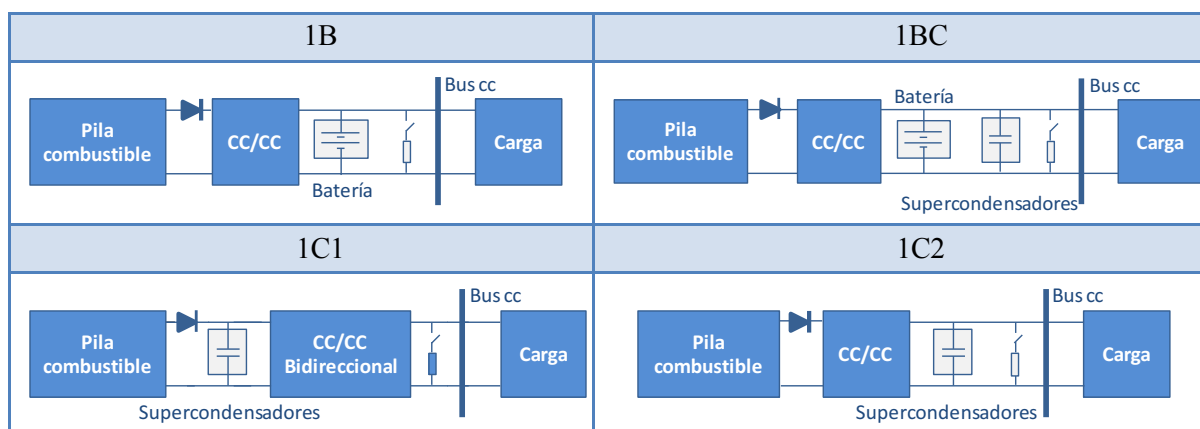 1B
1BC
Bus cc
Pila
combustible
CC/CC
Batería
Carga
Bus cc
Batería
Pila
combustible
CC/CC
Carga
Supercondensadores
1C1
1C2
Bus cc
Pila
combustible
CC/CC
Bidireccional
Carga
Supercondensadores
Bus cc
Pila
combustible
CC/CC
Carga
Supercondensadores